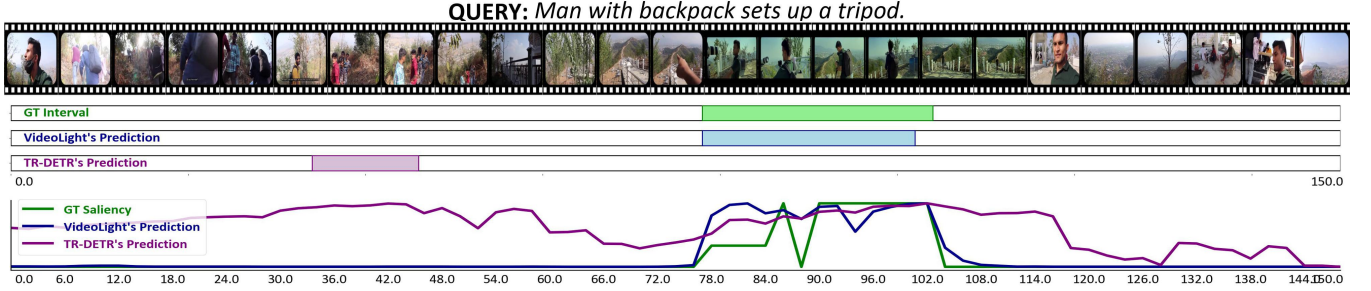 QUERY: Man with backpack sets up a tripod.
GT Interval
VideoLight's Prediction
TR-DETR's Prediction
0.0 150.0
GT Saliency
VideoLight's Prediction
TR-DETR's Prediction
0.0 6.0 12.0 18.0 24.0 30.0 36.0 42.0 48.0 54.0 60.0 66.0 72.0 78.0 84.0 90.0 96.0 102.0 108.0 114.0 120.0 126.0 132.0 138.0 144.0 150.0